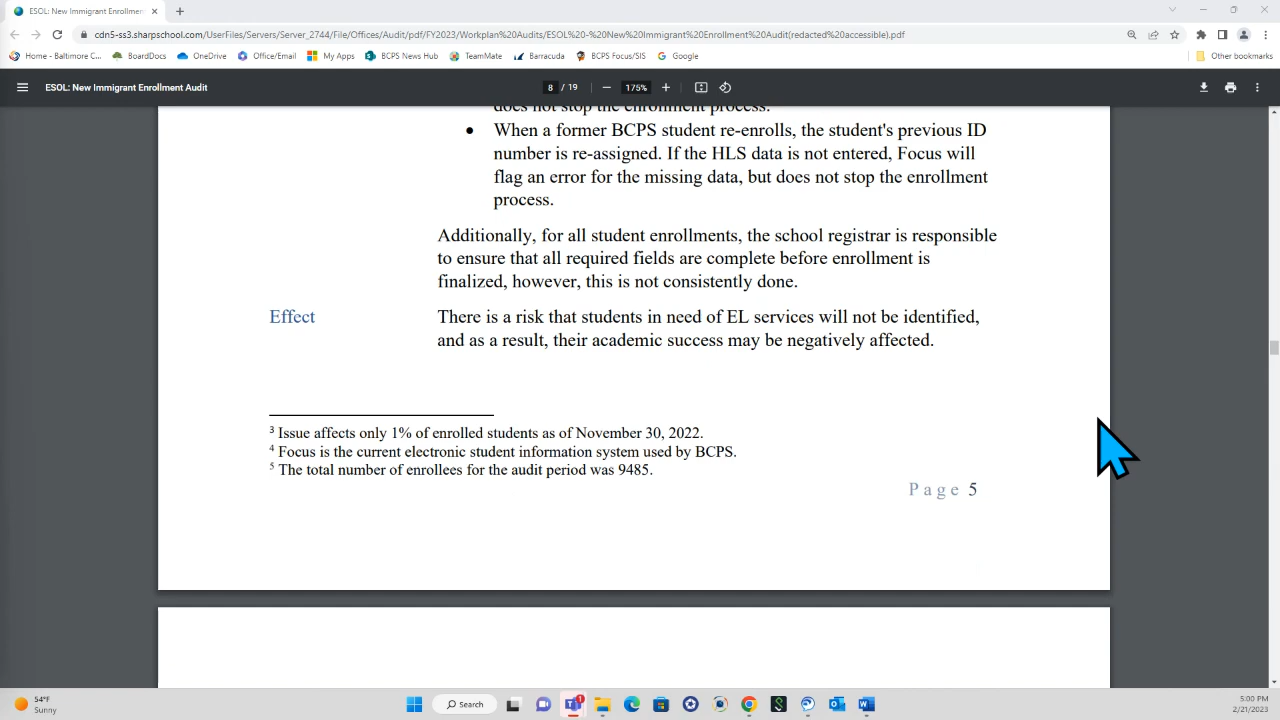 ESOL: New Immigrant Enrollment
cdn5-ss3.sharpschool.com/UserFiles/Servers/Server_2744/File/Offices/Audit/pdf/FY2023/Workplan%20Audits/ESOL%20-%20New%20Immigrant%20Enrollment%20Audit(redacted%20accessible).pdf
Home - Baltimore C... BoardDocs OneDrive Office/Email My Apps BCPS News Hub TeamMate Barracuda BCPS Focus/SIS Google Other bookmarks
ESOL: New Immigrant Enrollment Audit 8 / 19 175%
does not stop the enrollment process.
• When a former BCPS student re-enrolls, the student's previous ID
number is re-assigned. If the HLS data is not entered, Focus will
flag an error for the missing data, but does not stop the enrollment
process.
Additionally, for all student enrollments, the school registrar is responsible
to ensure that all required fields are complete before enrollment is
finalized, however, this is not consistently done.
Effect There is a risk that students in need of EL services will not be identified,
and as a result, their academic success may be negatively affected.
3 Issue affects only 1% of enrolled students as of November 30, 2022.
4 Focus is the current electronic student information system used by BCPS.
5 The total number of enrollees for the audit period was 9485.
Page 5
54°F
Sunny
Search
1
5:00 PM
2/21/2023